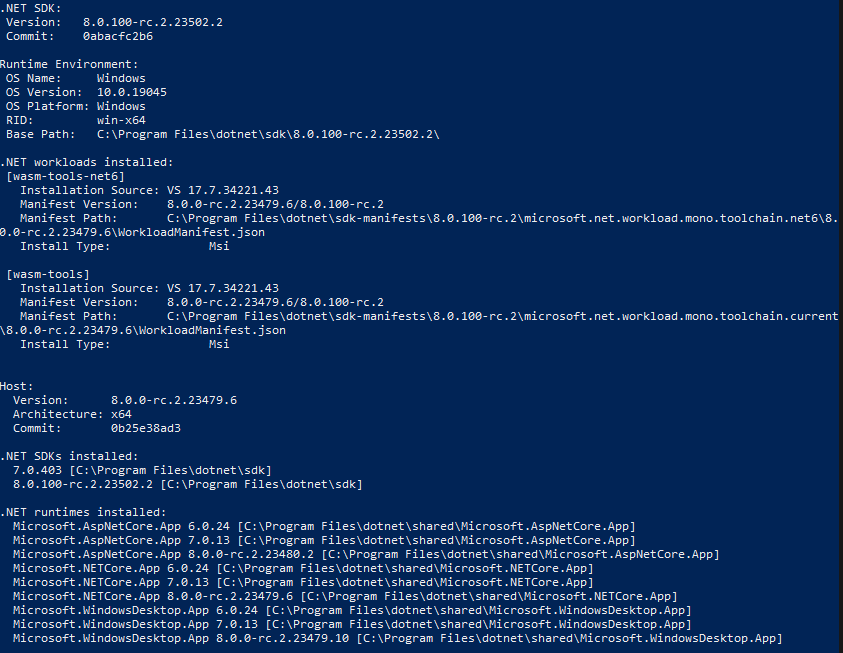 .NET SDK:
 Version:   8.0.100-rc.2.23502.2
 Commit:    0abacfc2b6

Runtime Environment:
 OS Name:     Windows
 OS Version:  10.0.19045
 OS Platform: Windows
 RID:         win-x64
 Base Path:   C:\Program Files\dotnet\sdk\8.0.100-rc.2.23502.2\

.NET workloads installed:
 [wasm-tools-net6]
   Installation Source: VS 17.7.34221.43
   Manifest Version:    8.0.0-rc.2.23479.6/8.0.100-rc.2
   Manifest Path:       C:\Program Files\dotnet\sdk-manifests\8.0.100-rc.2\microsoft.net.workload.mono.toolchain.net6\8.
0.0-rc.2.23479.6\WorkloadManifest.json
   Install Type:              Msi

 [wasm-tools]
   Installation Source: VS 17.7.34221.43
   Manifest Version:    8.0.0-rc.2.23479.6/8.0.100-rc.2
   Manifest Path:       C:\Program Files\dotnet\sdk-manifests\8.0.100-rc.2\microsoft.net.workload.mono.toolchain.current
\8.0.0-rc.2.23479.6\WorkloadManifest.json
   Install Type:              Msi

Host:
  Version:      8.0.0-rc.2.23479.6
  Architecture: x64
  Commit:       0b25e38ad3

.NET SDKs installed:
  7.0.403 [C:\Program Files\dotnet\sdk]
  8.0.100-rc.2.23502.2 [C:\Program Files\dotnet\sdk]

.NET runtimes installed:
  Microsoft.AspNetCore.App 6.0.24 [C:\Program Files\dotnet\shared\Microsoft.AspNetCore.App]
  Microsoft.AspNetCore.App 7.0.13 [C:\Program Files\dotnet\shared\Microsoft.AspNetCore.App]
  Microsoft.AspNetCore.App 8.0.0-rc.2.23480.2 [C:\Program Files\dotnet\shared\Microsoft.AspNetCore.App]
  Microsoft.NETCore.App 6.0.24 [C:\Program Files\dotnet\shared\Microsoft.NETCore.App]
  Microsoft.NETCore.App 7.0.13 [C:\Program Files\dotnet\shared\Microsoft.NETCore.App]
  Microsoft.NETCore.App 8.0.0-rc.2.23479.6 [C:\Program Files\dotnet\shared\Microsoft.NETCore.App]
  Microsoft.WindowsDesktop.App 6.0.24 [C:\Program Files\dotnet\shared\Microsoft.WindowsDesktop.App]
  Microsoft.WindowsDesktop.App 7.0.13 [C:\Program Files\dotnet\shared\Microsoft.WindowsDesktop.App]
  Microsoft.WindowsDesktop.App 8.0.0-rc.2.23479.10 [C:\Program Files\dotnet\shared\Microsoft.WindowsDesktop.App]